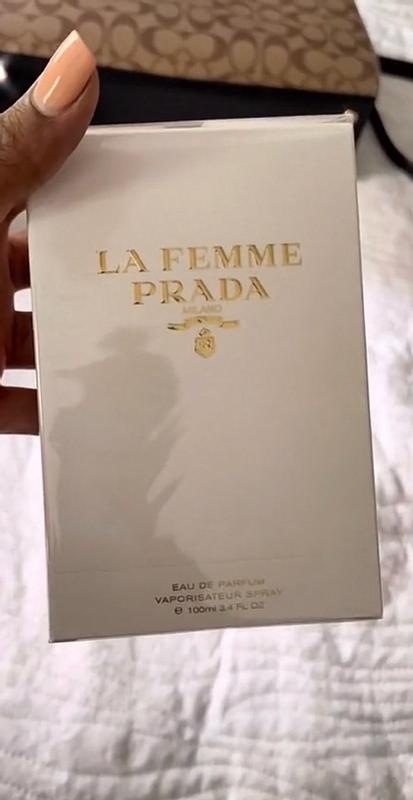 LA FEMME
PRADA
MILANO
EAU DE PARFUM
VAPORISATEUR SPRAY
℮ 100ml 3.4 FL OZ